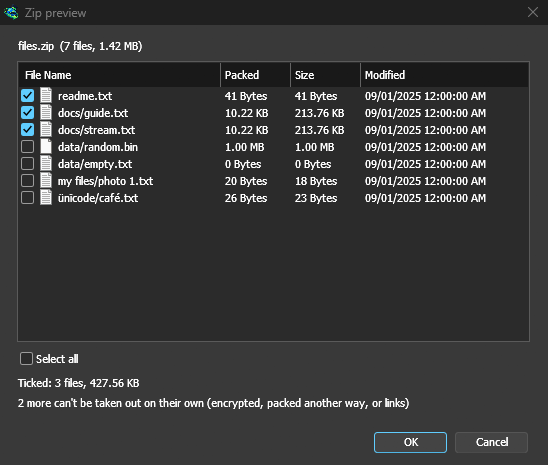 Zip preview
files.zip (7 files, 1.42 MB)
File Name Packed Size Modified
readme.txt 41 Bytes 41 Bytes 09/01/2025 12:00:00 AM
docs/guide.txt 10.22 KB 213.76 KB 09/01/2025 12:00:00 AM
docs/stream.txt 10.22 KB 213.76 KB 09/01/2025 12:00:00 AM
data/random.bin 1.00 MB 1.00 MB 09/01/2025 12:00:00 AM
data/empty.txt 0 Bytes 0 Bytes 09/01/2025 12:00:00 AM
my files/photo 1.txt 20 Bytes 18 Bytes 09/01/2025 12:00:00 AM
ünicode/café.txt 26 Bytes 23 Bytes 09/01/2025 12:00:00 AM
Select all
Ticked: 3 files, 427.56 KB
2 more can't be taken out on their own (encrypted, packed another way, or links)
OK Cancel